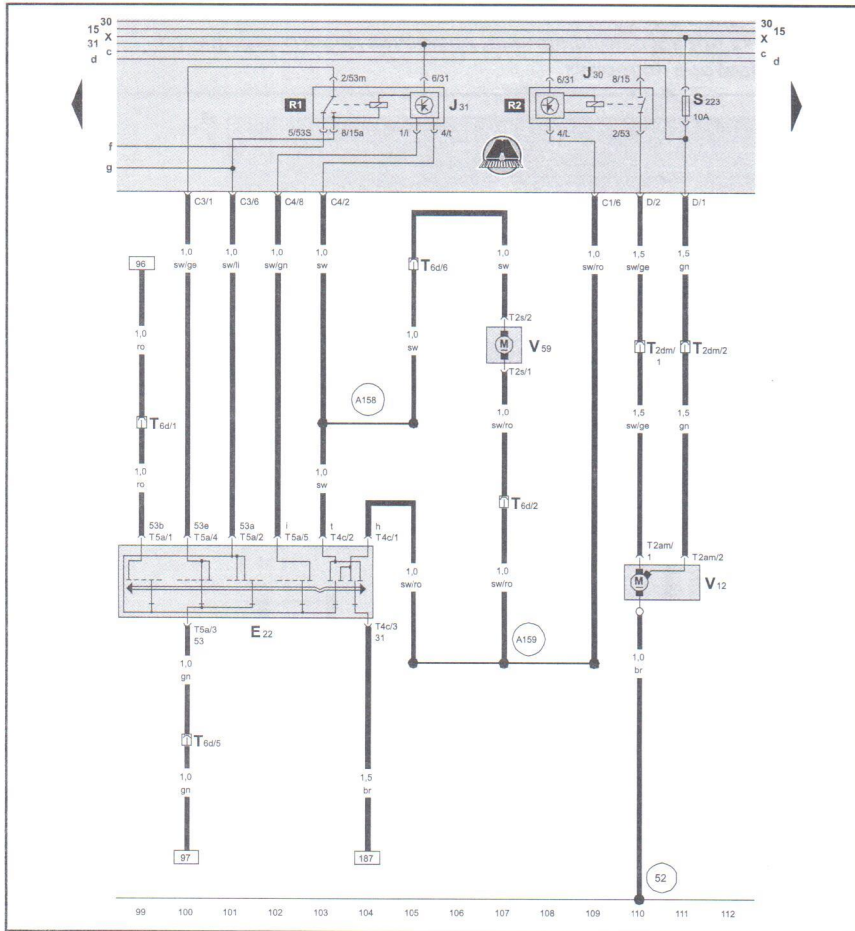 30 30
15 15
X X
31
c c
d d
2/53m 6/31 6/31 J30 8/15
R1 J31 R2 S223
10A
5/53S 8/15a 1/i 4/t 4/L 2/53
f
g
C3/1 C3/6 C4/8 C4/2 C1/6 D/2 D/1
1,0 1,0 1,0 1,0 1,0 1,0 1,5 1,5
sw/ge sw/li sw/gn sw sw sw/ro sw/ge gn
96 T6d/6
1,0 1,0 T2s/2
ro sw M V59
T2dm/1 T2dm/2
T2s/1
A158 1,0 1,5 1,5
sw/ro sw/ge gn
T6d/1
1,0 1,0
ro sw T6d/2
53b 53e 53a i t h
T5a/1 T5a/4 T5a/2 T5a/5 T4c/2 T4c/1
T2am/1 T2am/2
1,0 1,0 M V12
sw/ro sw/ro
E22 T5a/3 T4c/3
53 31
A159
1,0 1,0
gn br
T6d/5
1,0 1,5
gn br
97 187
52
99 100 101 102 103 104 105 106 107 108 109 110 111 112